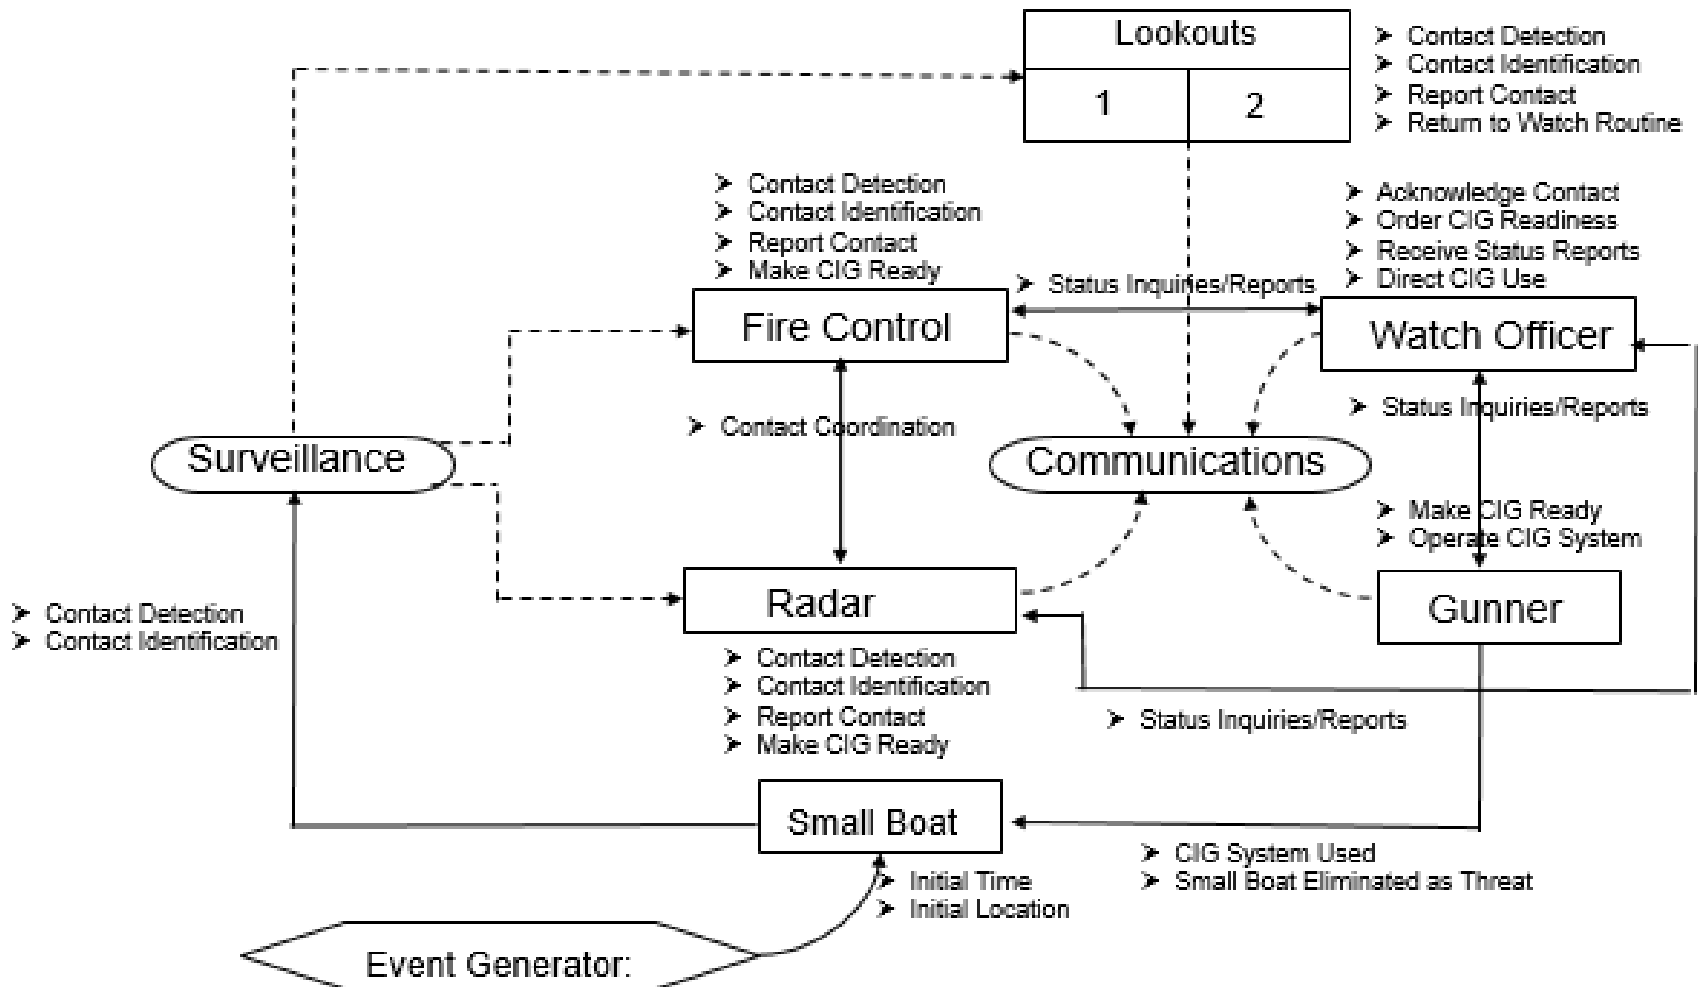 Lookouts
1 2
➤ Contact Detection
➤ Contact Identification
➤ Report Contact
➤ Return to Watch Routine
➤ Contact Detection
➤ Contact Identification
➤ Report Contact
➤ Make CIG Ready
➤ Acknowledge Contact
➤ Order CIG Readiness
➤ Receive Status Reports
➤ Direct CIG Use
➤ Status Inquiries/Reports
Fire Control
Watch Officer
➤ Status Inquiries/Reports
➤ Contact Coordination
Surveillance
Communications
➤ Make CIG Ready
➤ Operate CIG System
Radar
Gunner
➤ Contact Detection
➤ Contact Identification
➤ Contact Detection
➤ Contact Identification
➤ Report Contact
➤ Make CIG Ready
➤ Status Inquiries/Reports
Small Boat
➤ CIG System Used
➤ Small Boat Eliminated as Threat
➤ Initial Time
➤ Initial Location
Event Generator: